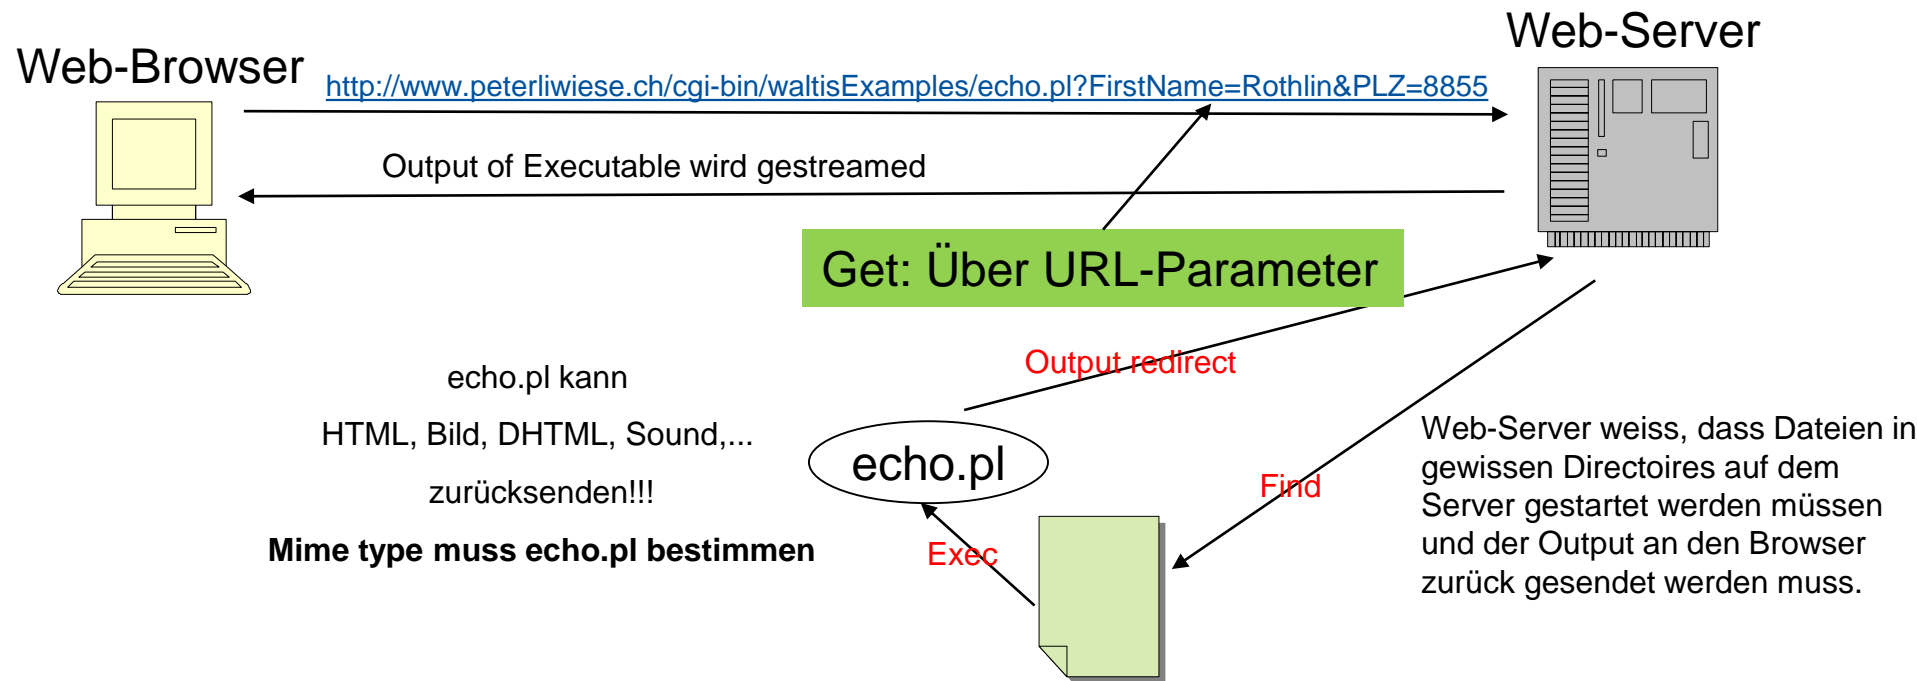 Web-Browser
Web-Server
http://www.peterliwiese.ch/cgi-bin/waltisExamples/echo.pl?FirstName=Rothlin&PLZ=8855
Output of Executable wird gestreamed
Get: Über URL-Parameter
Output redirect
echo.pl kann
HTML, Bild, DHTML, Sound,...
zurücksenden!!!
Mime type muss echo.pl bestimmen
echo.pl
Exec
Find
Web-Server weiss, dass Dateien in
gewissen Directoires auf dem
Server gestartet werden müssen
und der Output an den Browser
zurück gesendet werden muss.